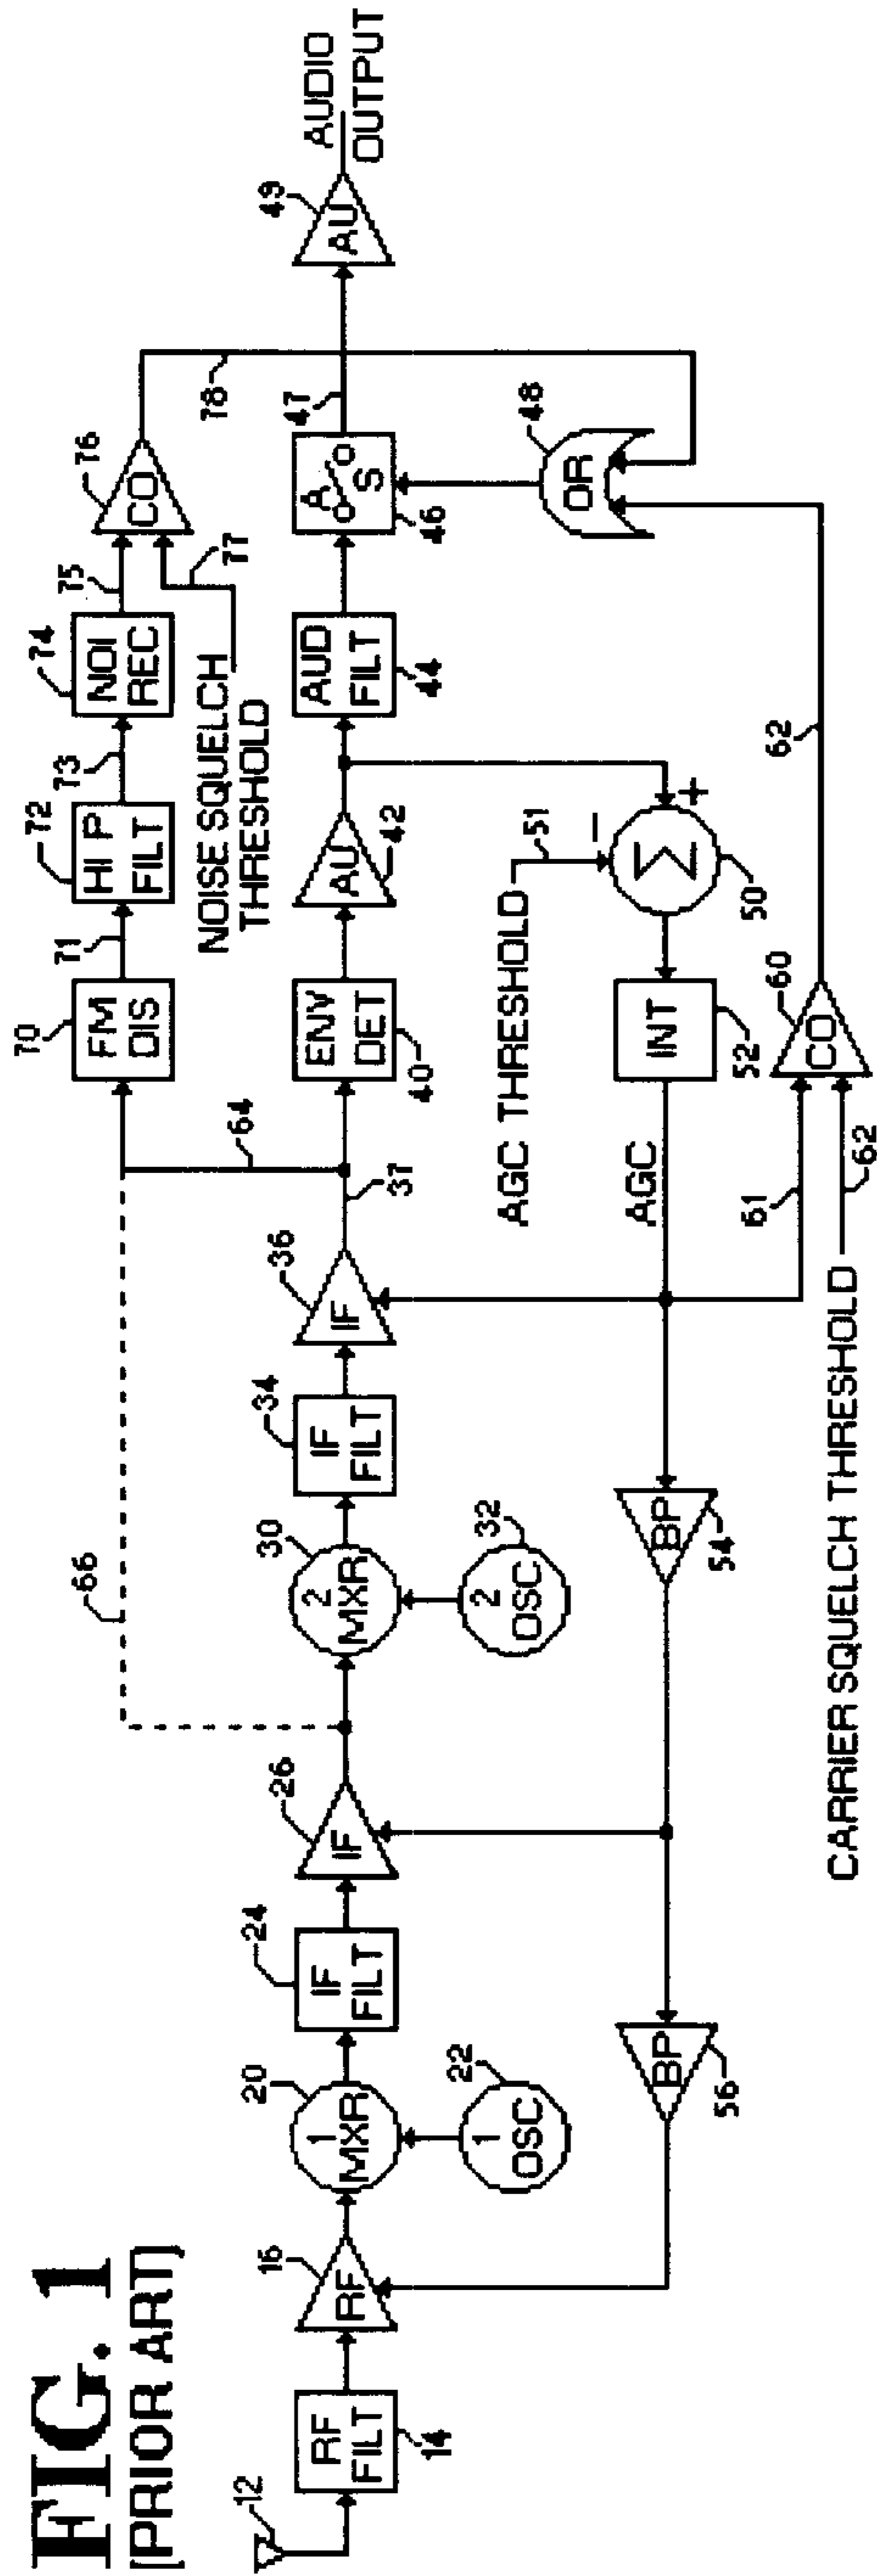 FIG. 1
[PRIOR ART]
12
RF
FILT
14
RF
16
1
MXR
20
1
OSC
22
IF
FILT
24
IF
26
66
2
MXR
30
2
OSC
32
IF
FILT
34
IF
36
37
64
FM
DIS
70
71
HI P
FILT
72
73
NOI
REC
74
75
CO
76
77
78
NOISE SQUELCH
THRESHOLD
ENV
DET
40
AU
42
AUD
FILT
44
A
S
46
47
AU
49
AUDIO
OUTPUT
OR
48
AGC THRESHOLD
51
−
+
Σ
50
INT
52
AGC
BP
54
BP
56
CO
60
61
62
62
CARRIER SQUELCH THRESHOLD